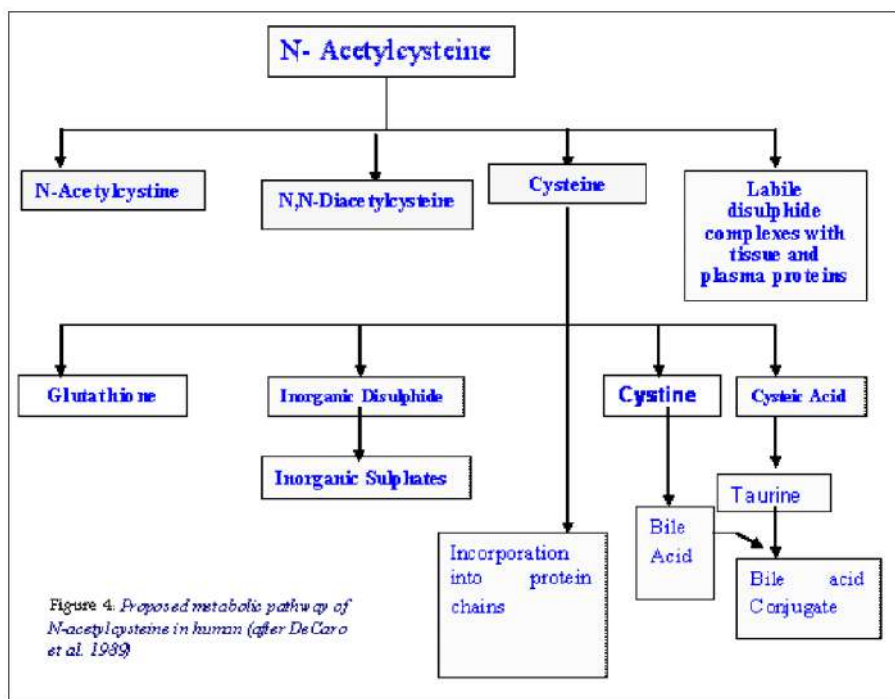 N- Acetylcysteine
N-Acetylcystine
N,N-Diacetylcysteine
Cysteine
Labile
disulphide
complexes with
tissue and
plasma proteins
Glutathione
Inorganic Disulphide
Cystine
Cysteic Acid
Inorganic Sulphates
Taurine
Bile
Acid
Incorporation
into protein
chains
Bile acid
Conjugate
Figure 4: Proposed metabolic pathway of
N-acetylcysteine in human (after DeCaro
et al. 1989)